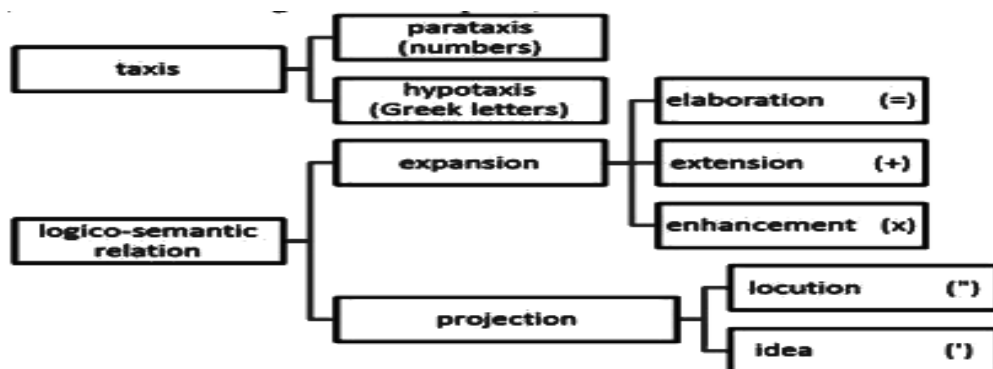 taxis
parataxis
(numbers)
hypotaxis
(Greek letters)
logico-semantic
relation
expansion
elaboration (=)
extension (+)
enhancement (x)
projection
locution (")
idea (')